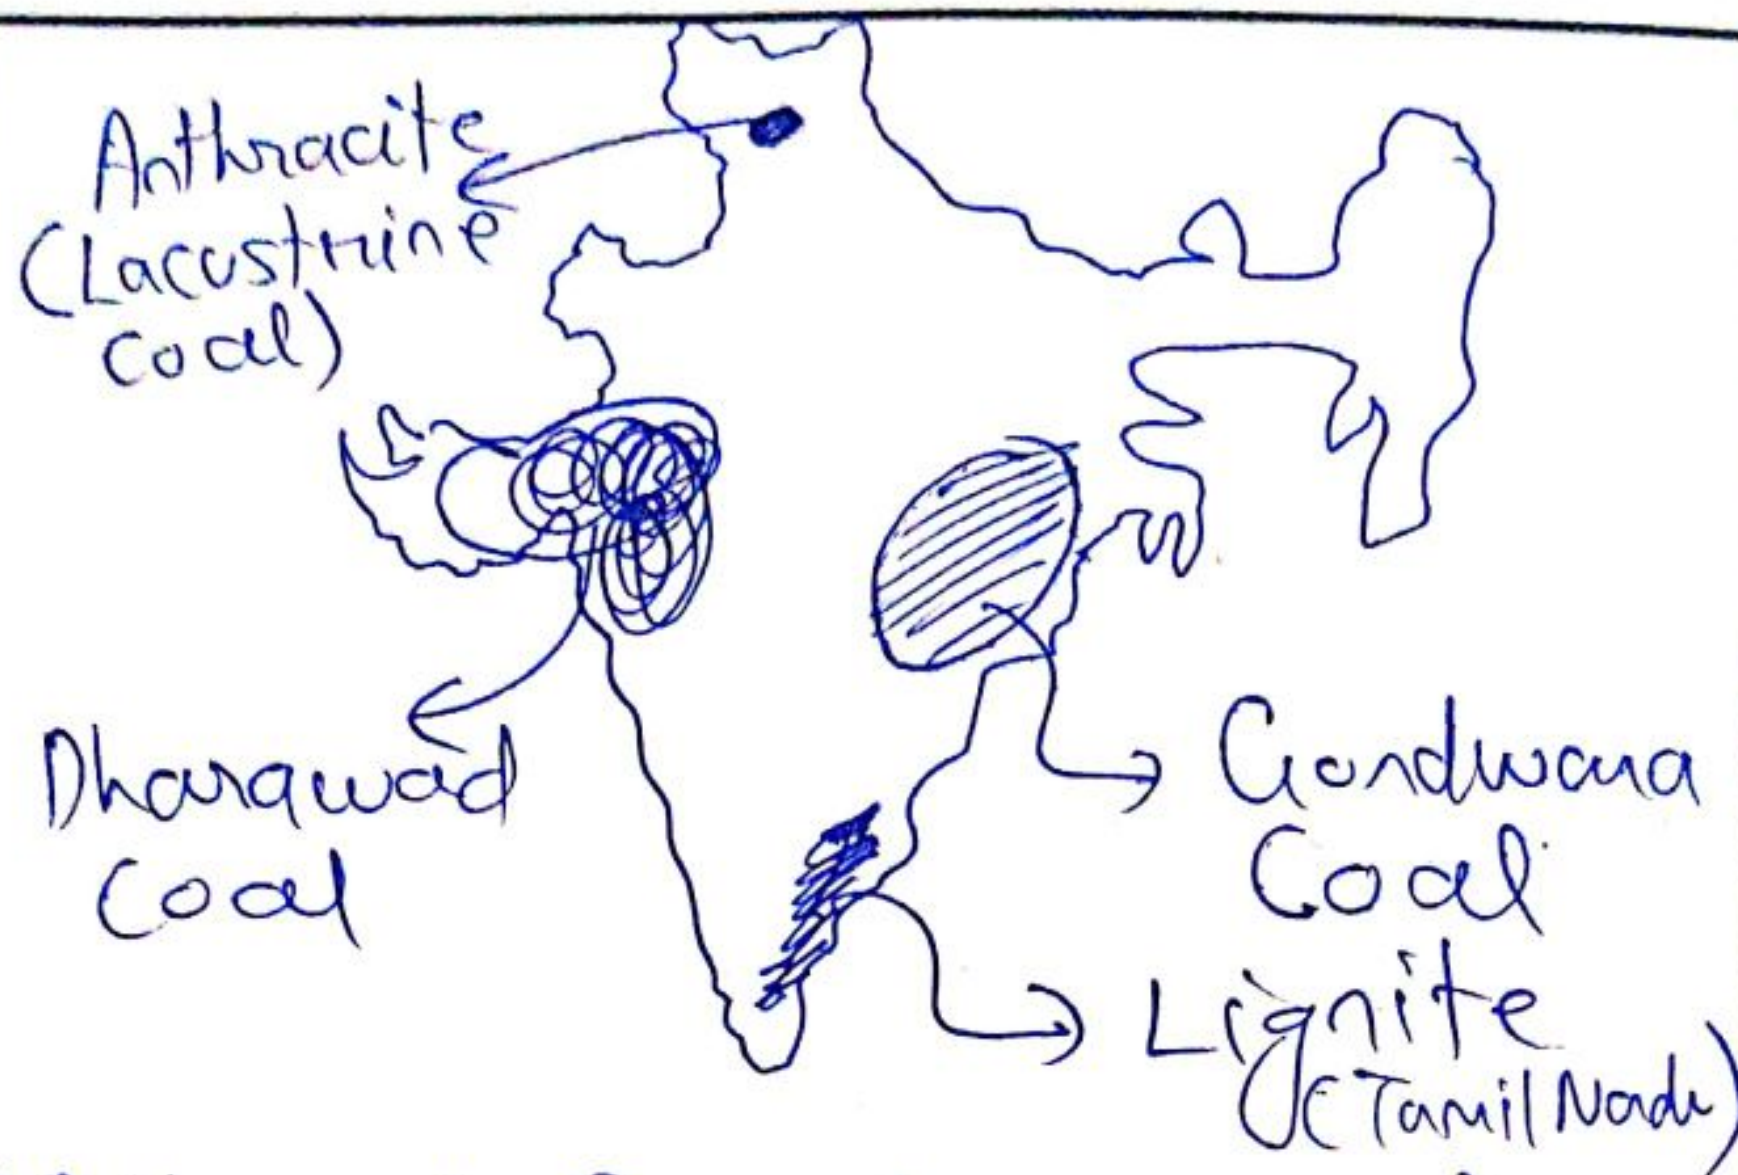 Anthracite
(Lacustrine
Coal)
Dharawad
Coal
Gondwana
Coal
Lignite
(Tamil Nadu)